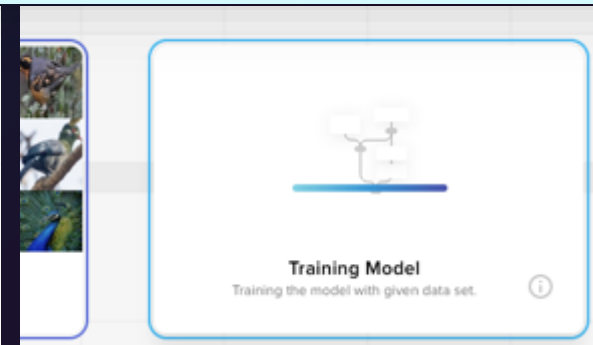 Training Model
Training the model with given data set.